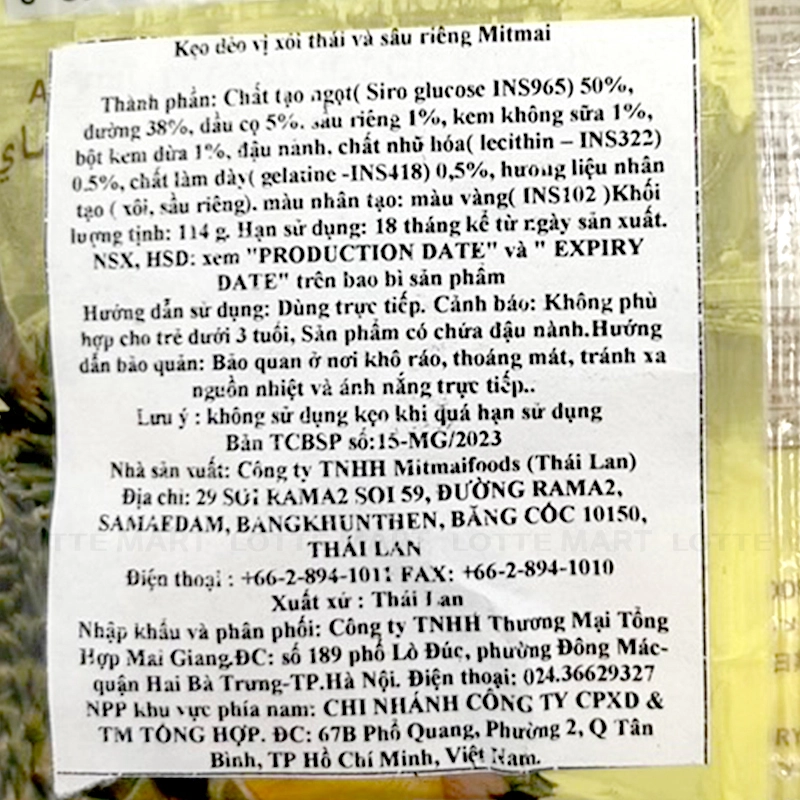 Kẹo dẻo vị xôi thái và sầu riêng Mitmai
Thành phần: Chất tạo ngọt( Siro glucose INS965) 50%,
đường 38%, dầu cọ 5%. sầu riêng 1%, kem không sữa 1%,
bột kem dừa 1%, đậu nành. chất nhũ hóa( lecithin – INS322)
0.5%, chất làm dày( gelatine -INS418) 0,5%, hương liệu nhân
tạo ( xôi, sầu riêng). màu nhân tạo: màu vàng( INS102 )Khối
lượng tịnh: 114 g. Hạn sử dụng: 18 tháng kể từ ngày sản xuất.
NSX, HSD: xem "PRODUCTION DATE" và " EXPIRY
DATE" trên bao bì sản phẩm
Hướng dẫn sử dụng: Dùng trực tiếp. Cảnh báo: Không phù
hợp cho trẻ dưới 3 tuổi, Sản phẩm có chứa đậu nành.Hướng
dẫn bảo quản: Bảo quan ở nơi khô ráo, thoáng mát, tránh xa
nguồn nhiệt và ánh nắng trực tiếp..
Lưu ý : không sử dụng kẹo khi quá hạn sử dụng
Bản TCBSP số:15-MG/2023
Nhà sản xuất: Công ty TNHH Mitmaifoods (Thái Lan)
Địa chỉ: 29 SOI RAMA2 SOI 59, ĐƯỜNG RAMA2,
SAMAEDAM, BANGKHUNTHEN, BĂNG CÓC 10150,
THÁI LAN
LOTTE MART LOTTE MART LOTTE MART LOTTE
Điện thoại : +66-2-894-1011 FAX: +66-2-894-1010
Xuất xứ : Thái Lan
Nhập khẩu và phân phối: Công ty TNHH Thương Mại Tổng
Hợp Mai Giang.ĐC: số 189 phố Lò Đúc, phường Đông Mác-
quận Hai Bà Trưng-TP.Hà Nội. Điện thoại: 024.36629327
NPP khu vực phía nam: CHI NHÁNH CÔNG TY CPXD &
TM TỔNG HỢP. ĐC: 67B Phổ Quang, Phường 2, Q Tân
Bình, TP Hồ Chí Minh, Việt Nam.